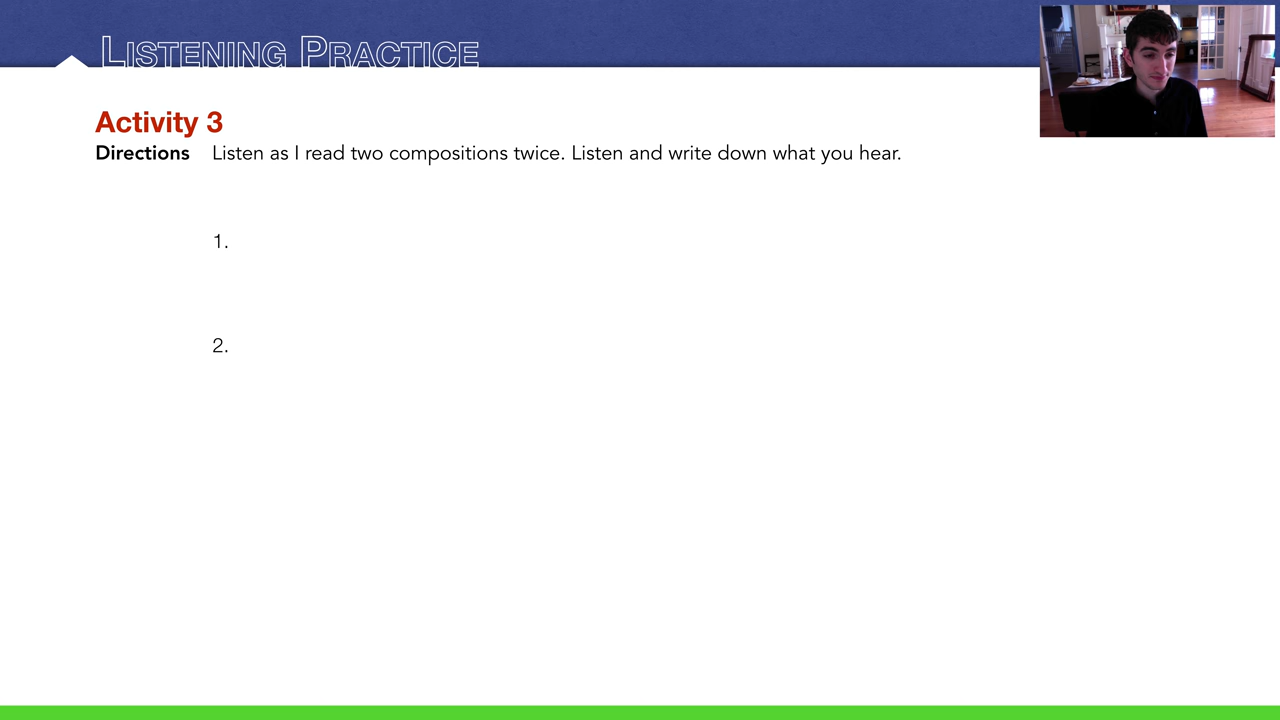 LISTENING PRACTICE
Activity 3
Directions Listen as I read two compositions twice. Listen and write down what you hear.
1.
2.